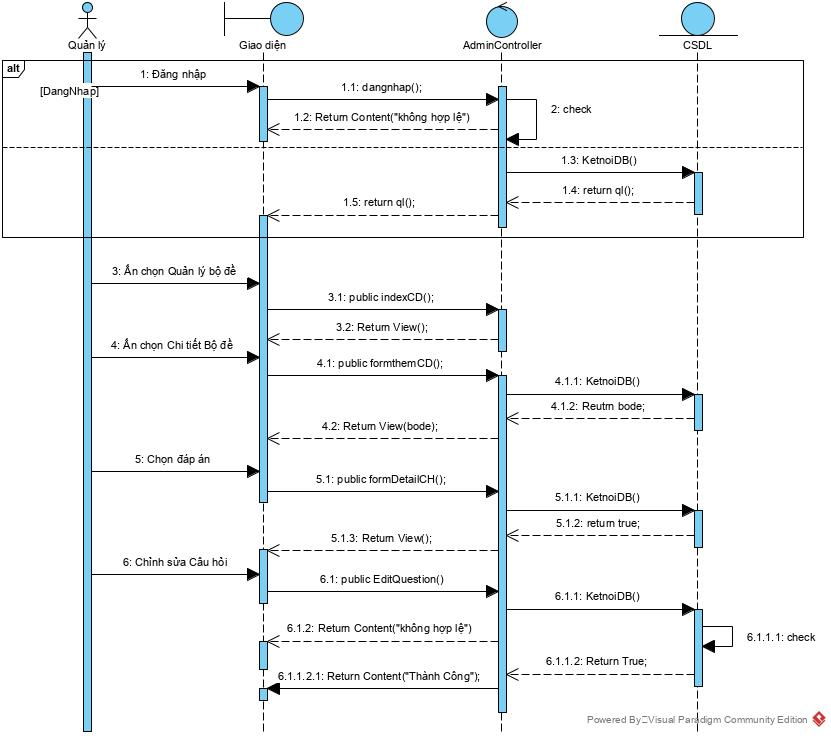 Quản lý
Giao diện
AdminController
CSDL
alt
[DangNhap]
1: Đăng nhập
1.1: dangnhap();
2: check
1.2: Return Content("không hợp lệ")
1.3: KetnoiDB()
1.4: return ql();
1.5: return ql();
3: Ấn chọn Quản lý bộ đề
3.1: public indexCD();
3.2: Return View();
4: Ấn chọn Chi tiết Bộ đề
4.1: public formthemCD();
4.1.1: KetnoiDB()
4.1.2: Reutrn bode;
4.2: Return View(bode);
5: Chọn đáp án
5.1: public formDetailCH();
5.1.1: KetnoiDB()
5.1.2: return true;
5.1.3: Return View();
6: Chỉnh sửa Câu hỏi
6.1: public EditQuestion()
6.1.1: KetnoiDB()
6.1.2: Return Content("không hợp lệ")
6.1.1.1: check
6.1.1.2: Return True;
6.1.1.2.1: Return Content("Thành Công");
Powered By Visual Paradigm Community Edition